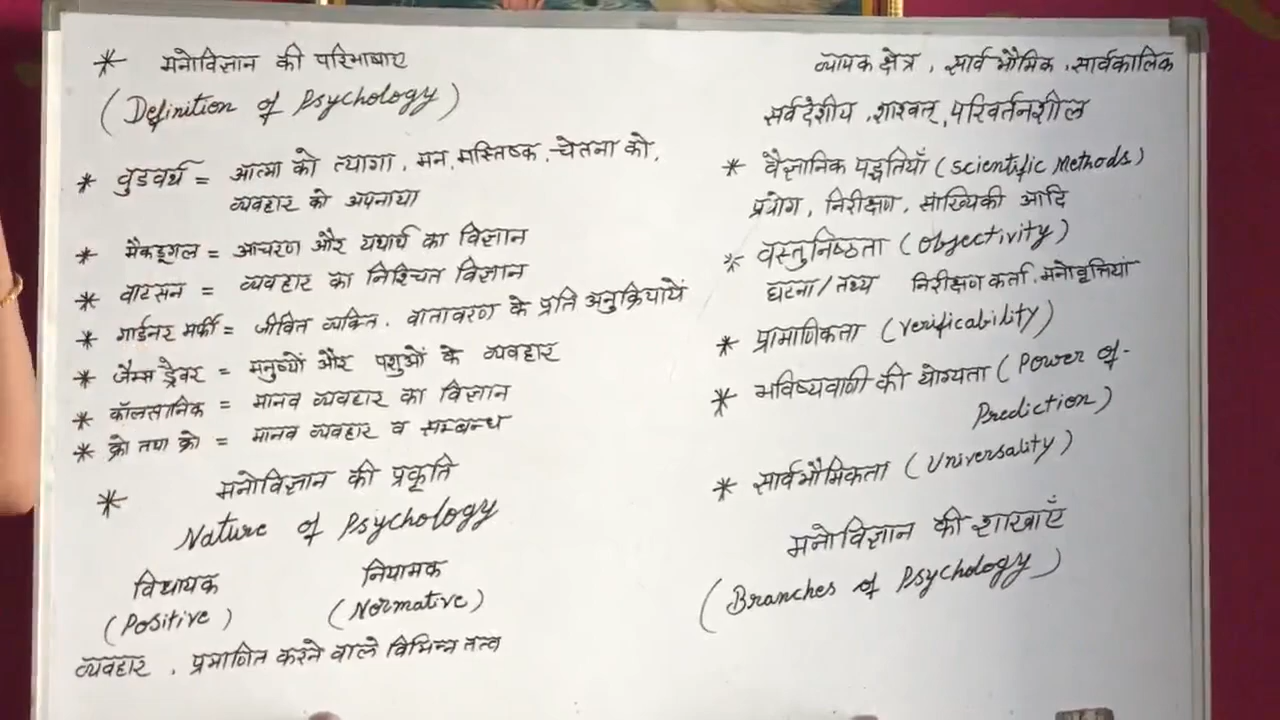 * मनोविज्ञान की परिभाषाए
(Definition of Psychology)
* वुडवर्थ = आत्मा को त्यागा, मन, मस्तिष्क, चेतना को,
व्यवहार को अपनाया
* मैकडूगल = आचरण और यथार्थ का विज्ञान
* वाटसन = व्यवहार का निश्चित विज्ञान
* गार्डनर मर्फी = जीवित व्यक्ति, वातावरण के प्रति अनुक्रियायें
* जैम्स ड्रैवर = मनुष्यों और पशुओं के व्यवहार
* कॉलसानिक = मानव व्यवहार का विज्ञान
* क्रो तथा क्रो = मानव व्यवहार व सम्बन्ध
* मनोविज्ञान की प्रकृति
Nature of Psychology
विधायक नियामक
(Positive) (Normative)
व्यवहार, प्रभावित करने वाले विभिन्न तत्व
व्यापक क्षेत्र, सार्वभौमिक, सार्वकालिक
सर्वदेशीय, शाश्वत्, परिवर्तनशील
* वैज्ञानिक पद्धतियाँ (Scientific Methods)
प्रयोग, निरीक्षण, सांख्यिकी आदि
* वस्तुनिष्ठता (Objectivity)
घटना/तथ्य निरीक्षण कर्ता, मनोवृत्तियां
* प्रामाणिकता (Verificability)
* भविष्यवाणी की योग्यता (Power of-
Prediction)
* सार्वभौमिकता (Universality)
मनोविज्ञान की शाखाएँ
(Branches of Psychology)